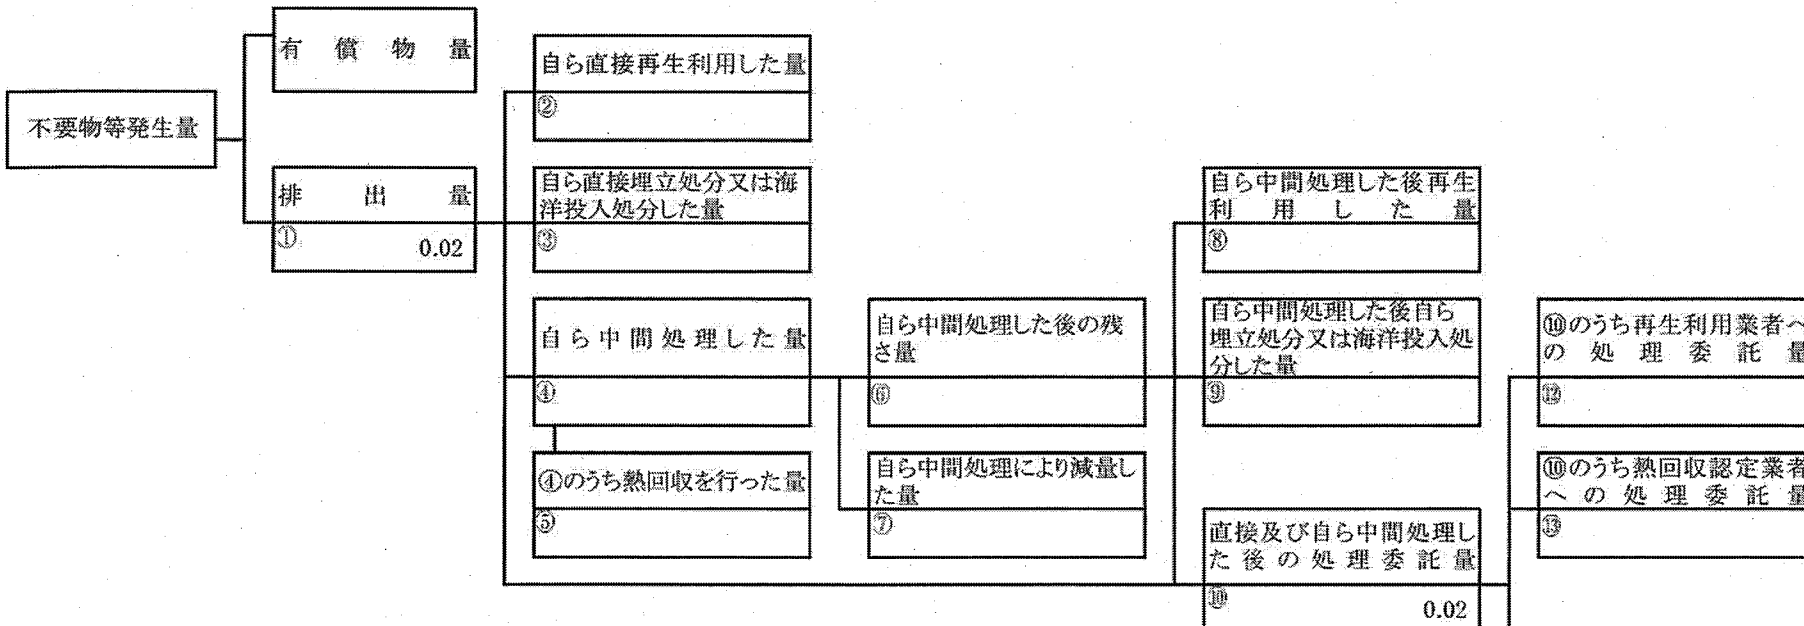 不要物等発生量
有償物量
排出量
①
0.02
自ら直接再生利用した量
②
自ら直接埋立処分又は海
洋投入処分した量
③
自ら中間処理した量
④
④のうち熱回収を行った量
⑤
自ら中間処理した後の残
さ量
⑥
自ら中間処理により減量し
た量
⑦
自ら中間処理した後再生
利用した量
⑧
自ら中間処理した後自ら
埋立処分又は海洋投入処
分した量
⑨
直接及び自ら中間処理し
た後の処理委託量
⑩
0.02
⑩のうち再生利用業者へ
の処理委託量
⑫
⑩のうち熱回収認定業者
への処理委託量
⑬